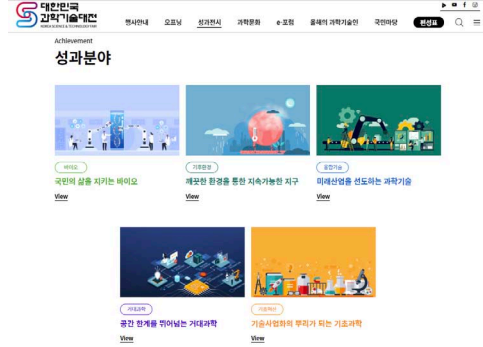 대한민국
과학기술대전
KOREA SCIENCE & TECHNOLOGY FAIR
행사안내 오프닝 성과전시 과학문화 e-포럼 올해의 과학기술인 국민마당 편성표
Achievement
성과분야
바이오 기후환경 융합기술
국민의 삶을 지키는 바이오 깨끗한 환경을 통한 지속가능한 지구 미래산업을 선도하는 과학기술
View View View
거대과학 기초혁신
공간 한계를 뛰어넘는 거대과학 기술사업화의 뿌리가 되는 기초과학
View View